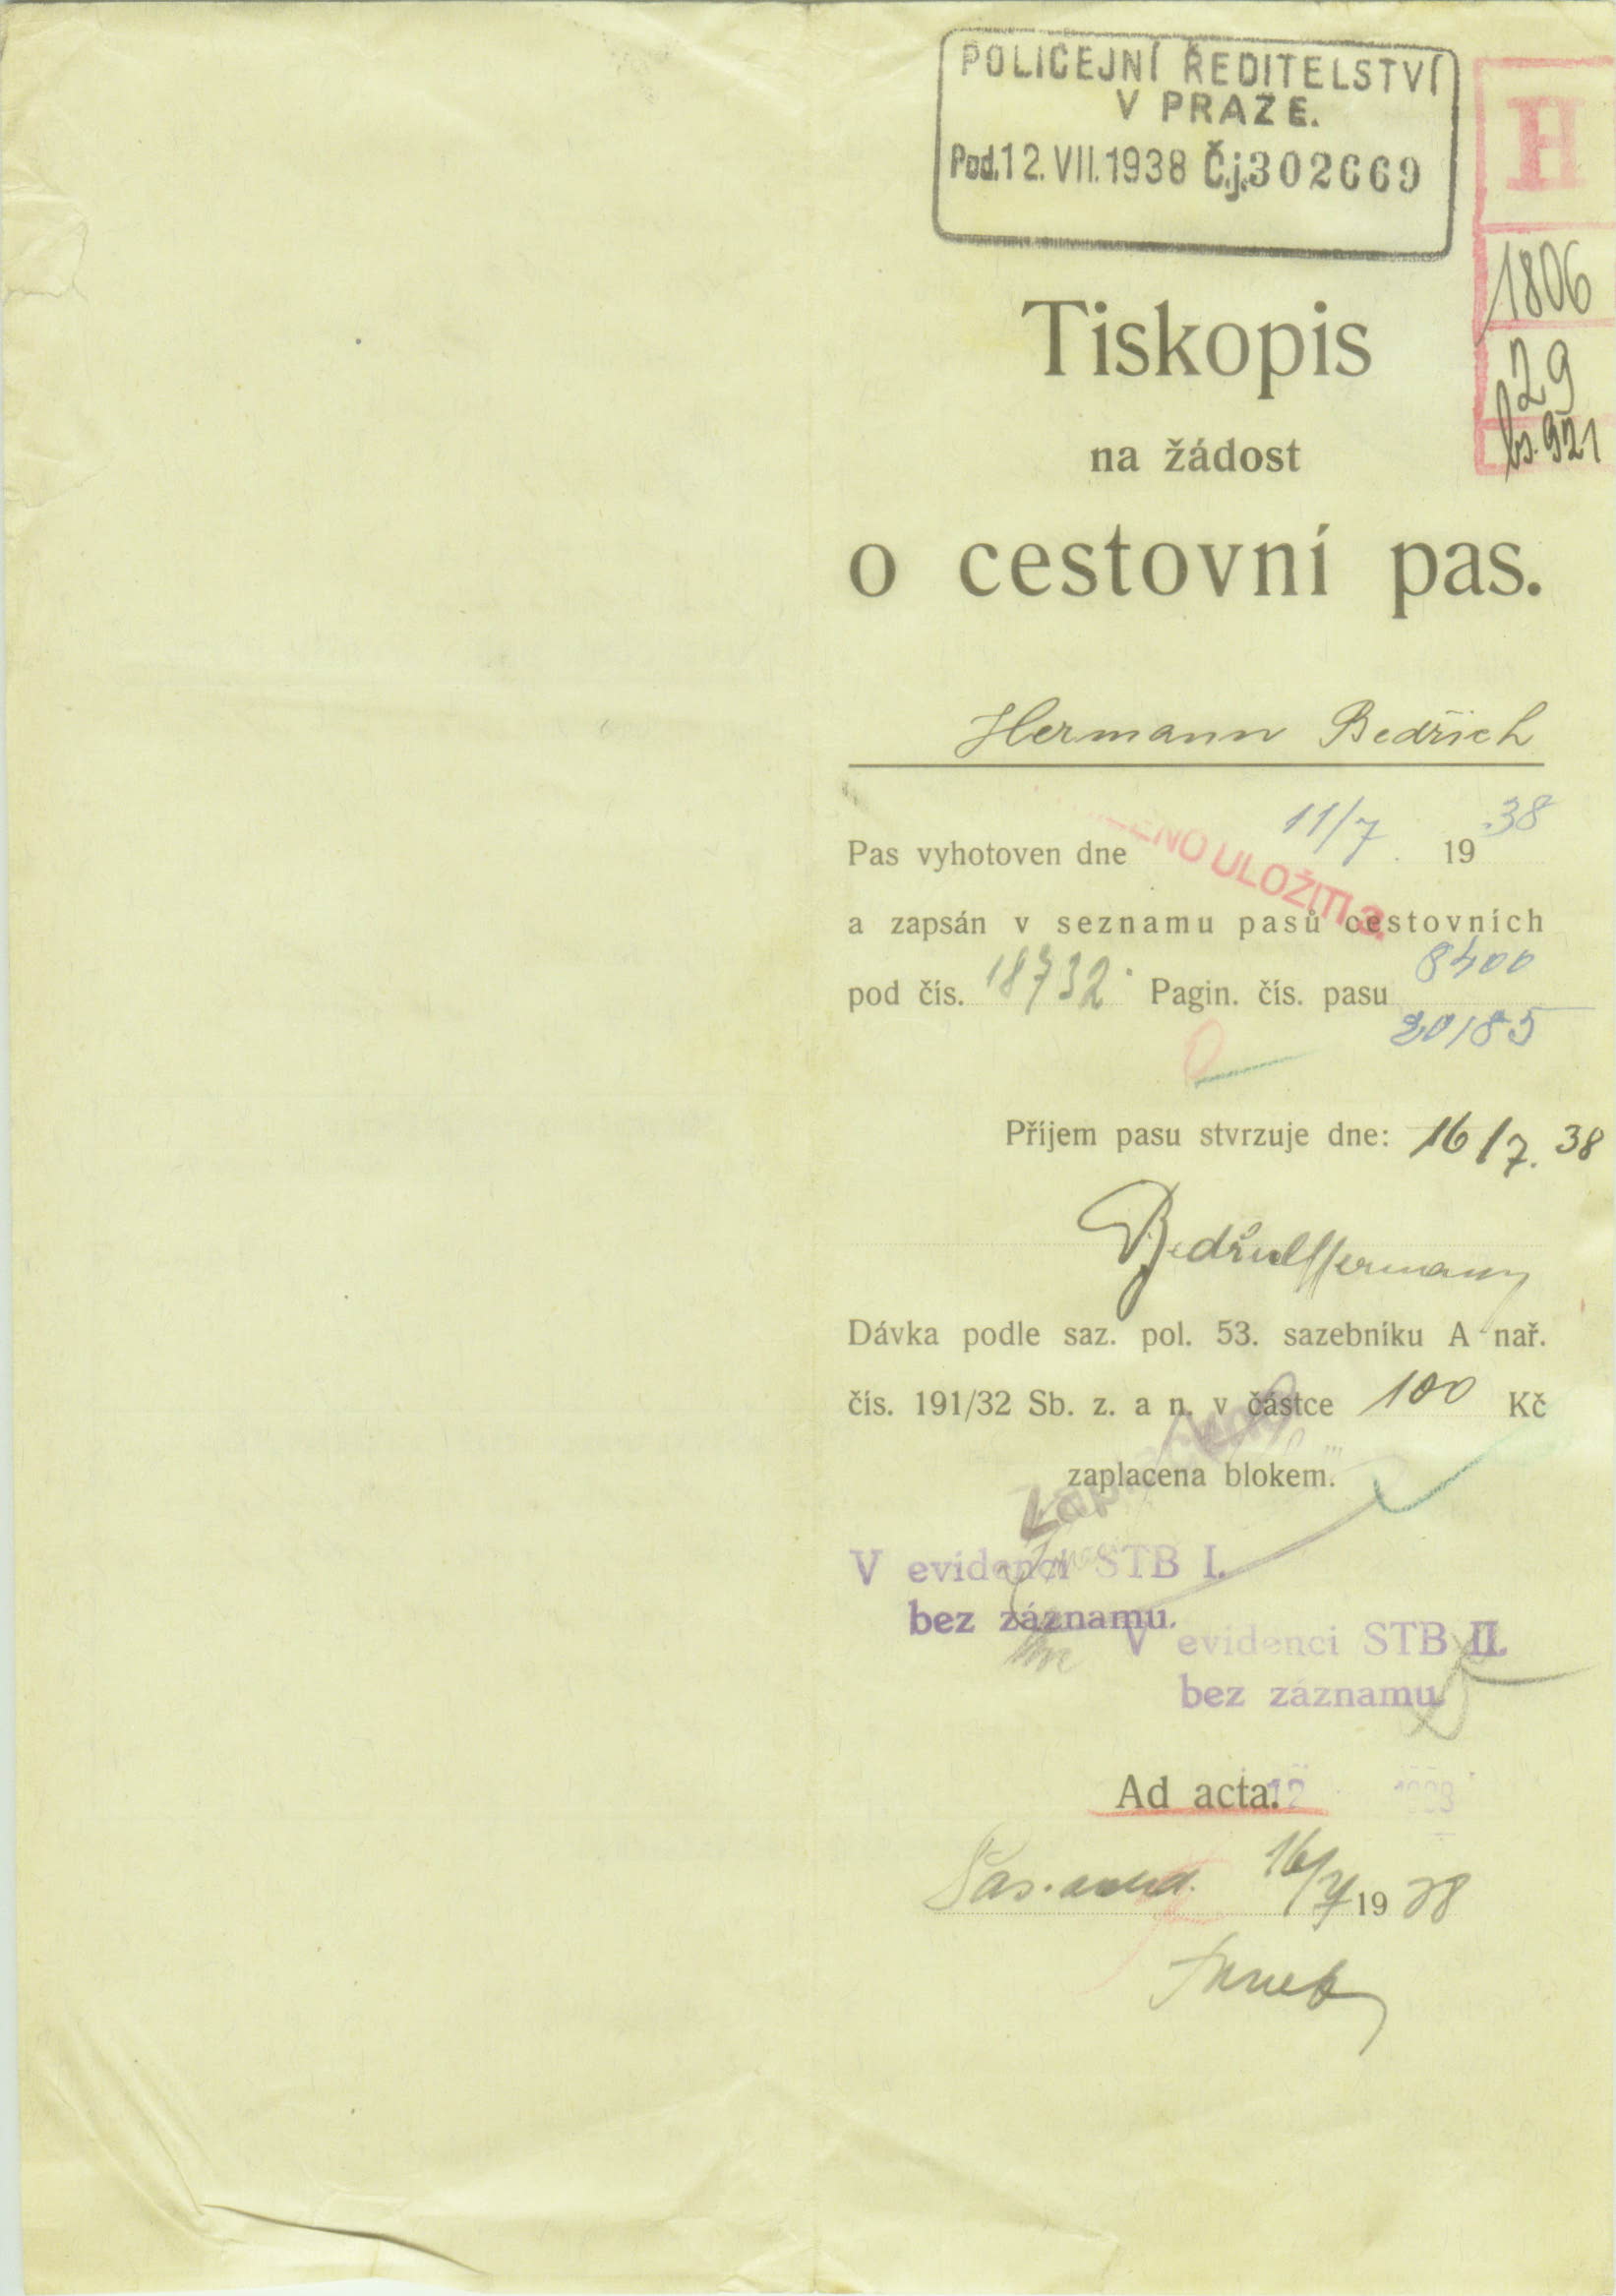 POLICEJNÍ ŘEDITELSTVÍ
V PRAZE.
Pod. 12. VII. 1938 Č.j. 302669
H
1806
29
921
Tiskopis
na žádost
o cestovní pas.
Hermann Bedřich
Pas vyhotoven dne 11/7 1938
ULOŽITI 3.
a zapsán v seznamu pasů cestovních
pod čís. 18732 Pagin. čís. pasu 8400
20185
Příjem pasu stvrzuje dne: 16/7. 38
Bedřich Hermann
Dávka podle saz. pol. 53. sazebníku A nař.
čís. 191/32 Sb. z. a n. v částce 100 Kč
zaplacena blokem.
V evidenci STB I.
bez záznamu.
V evidenci STB II.
bez záznamu.
Ad acta.
16/7 1938